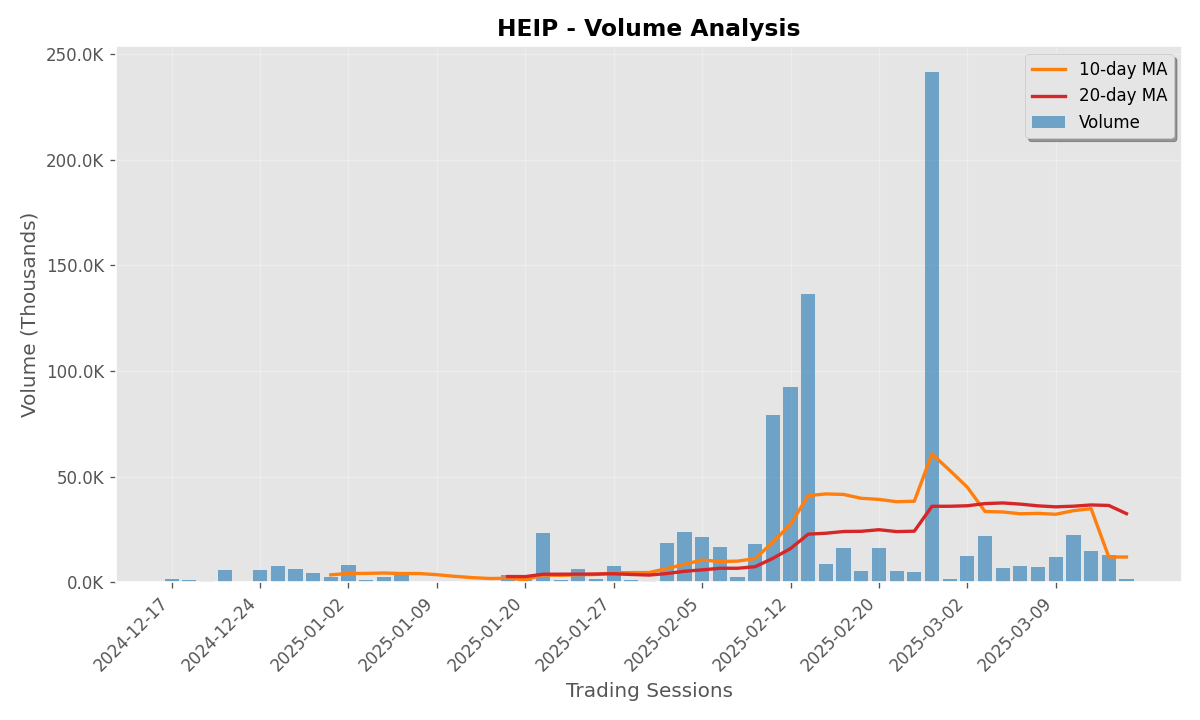 HEIP - Volume Analysis
250.0K
200.0K
150.0K
100.0K
50.0K
0.0K
Volume (Thousands)
10-day MA
20-day MA
Volume
2024-12-17
2024-12-24
2025-01-02
2025-01-09
2025-01-20
2025-01-27
2025-02-05
2025-02-12
2025-02-20
2025-03-02
2025-03-09
Trading Sessions